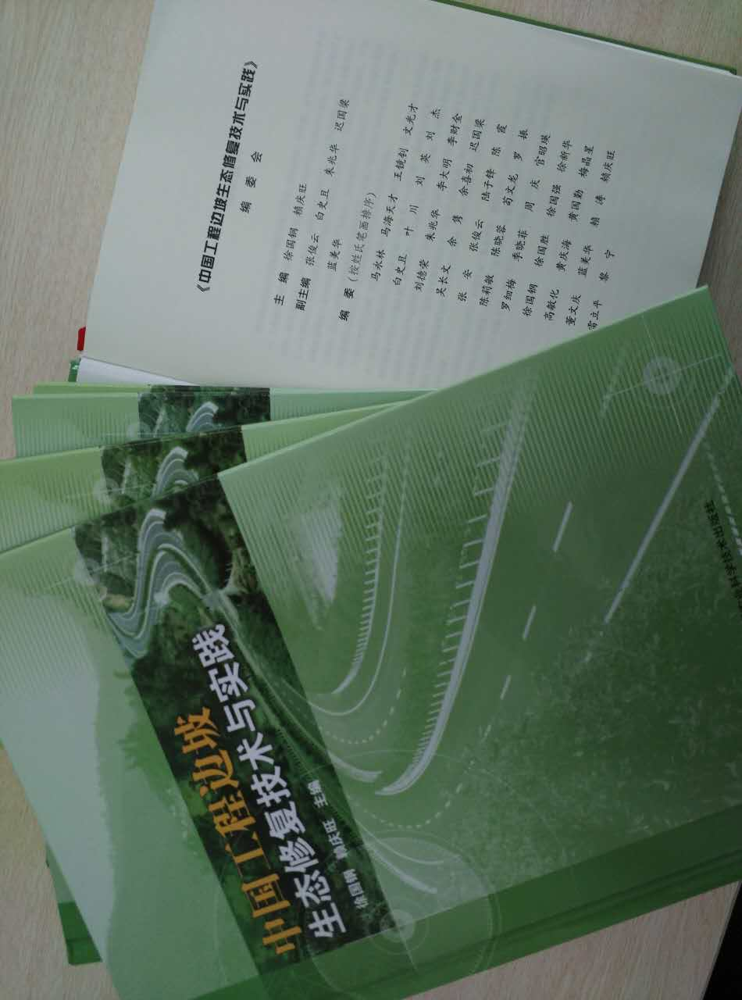 《中国工程边坡生态修复技术与实践》
编 委 会
主 编 徐国钢 赖庆旺
副主编 张俊云 白史且 朱兆华 迟国梁
蓝美华
编 委(按姓氏笔画排序)
马永林 马海天才 王镜钊 文光才
白史且 叶 川 刘 英 刘 杰
刘德荣 朱兆华 李大明 李财金
吴长文 余 隽 余春初 迟国梁
张 安 张俊云 陆于锋 陈 霞
陈莉敏 陈晓蓉 苟文龙 罗 振
罗细梅 季晓菲 周 庆 官昭瑛
徐国钢 徐国胜 徐国强 徐新华
高敏化 黄庆海 黄国勤 梅晶星
董文庆 蓝美华 赖 涛 赖庆旺
雷立平 黎 宁
中国工程边坡
生态修复技术与实践
徐国钢 赖庆旺 主编
科学技术出版社